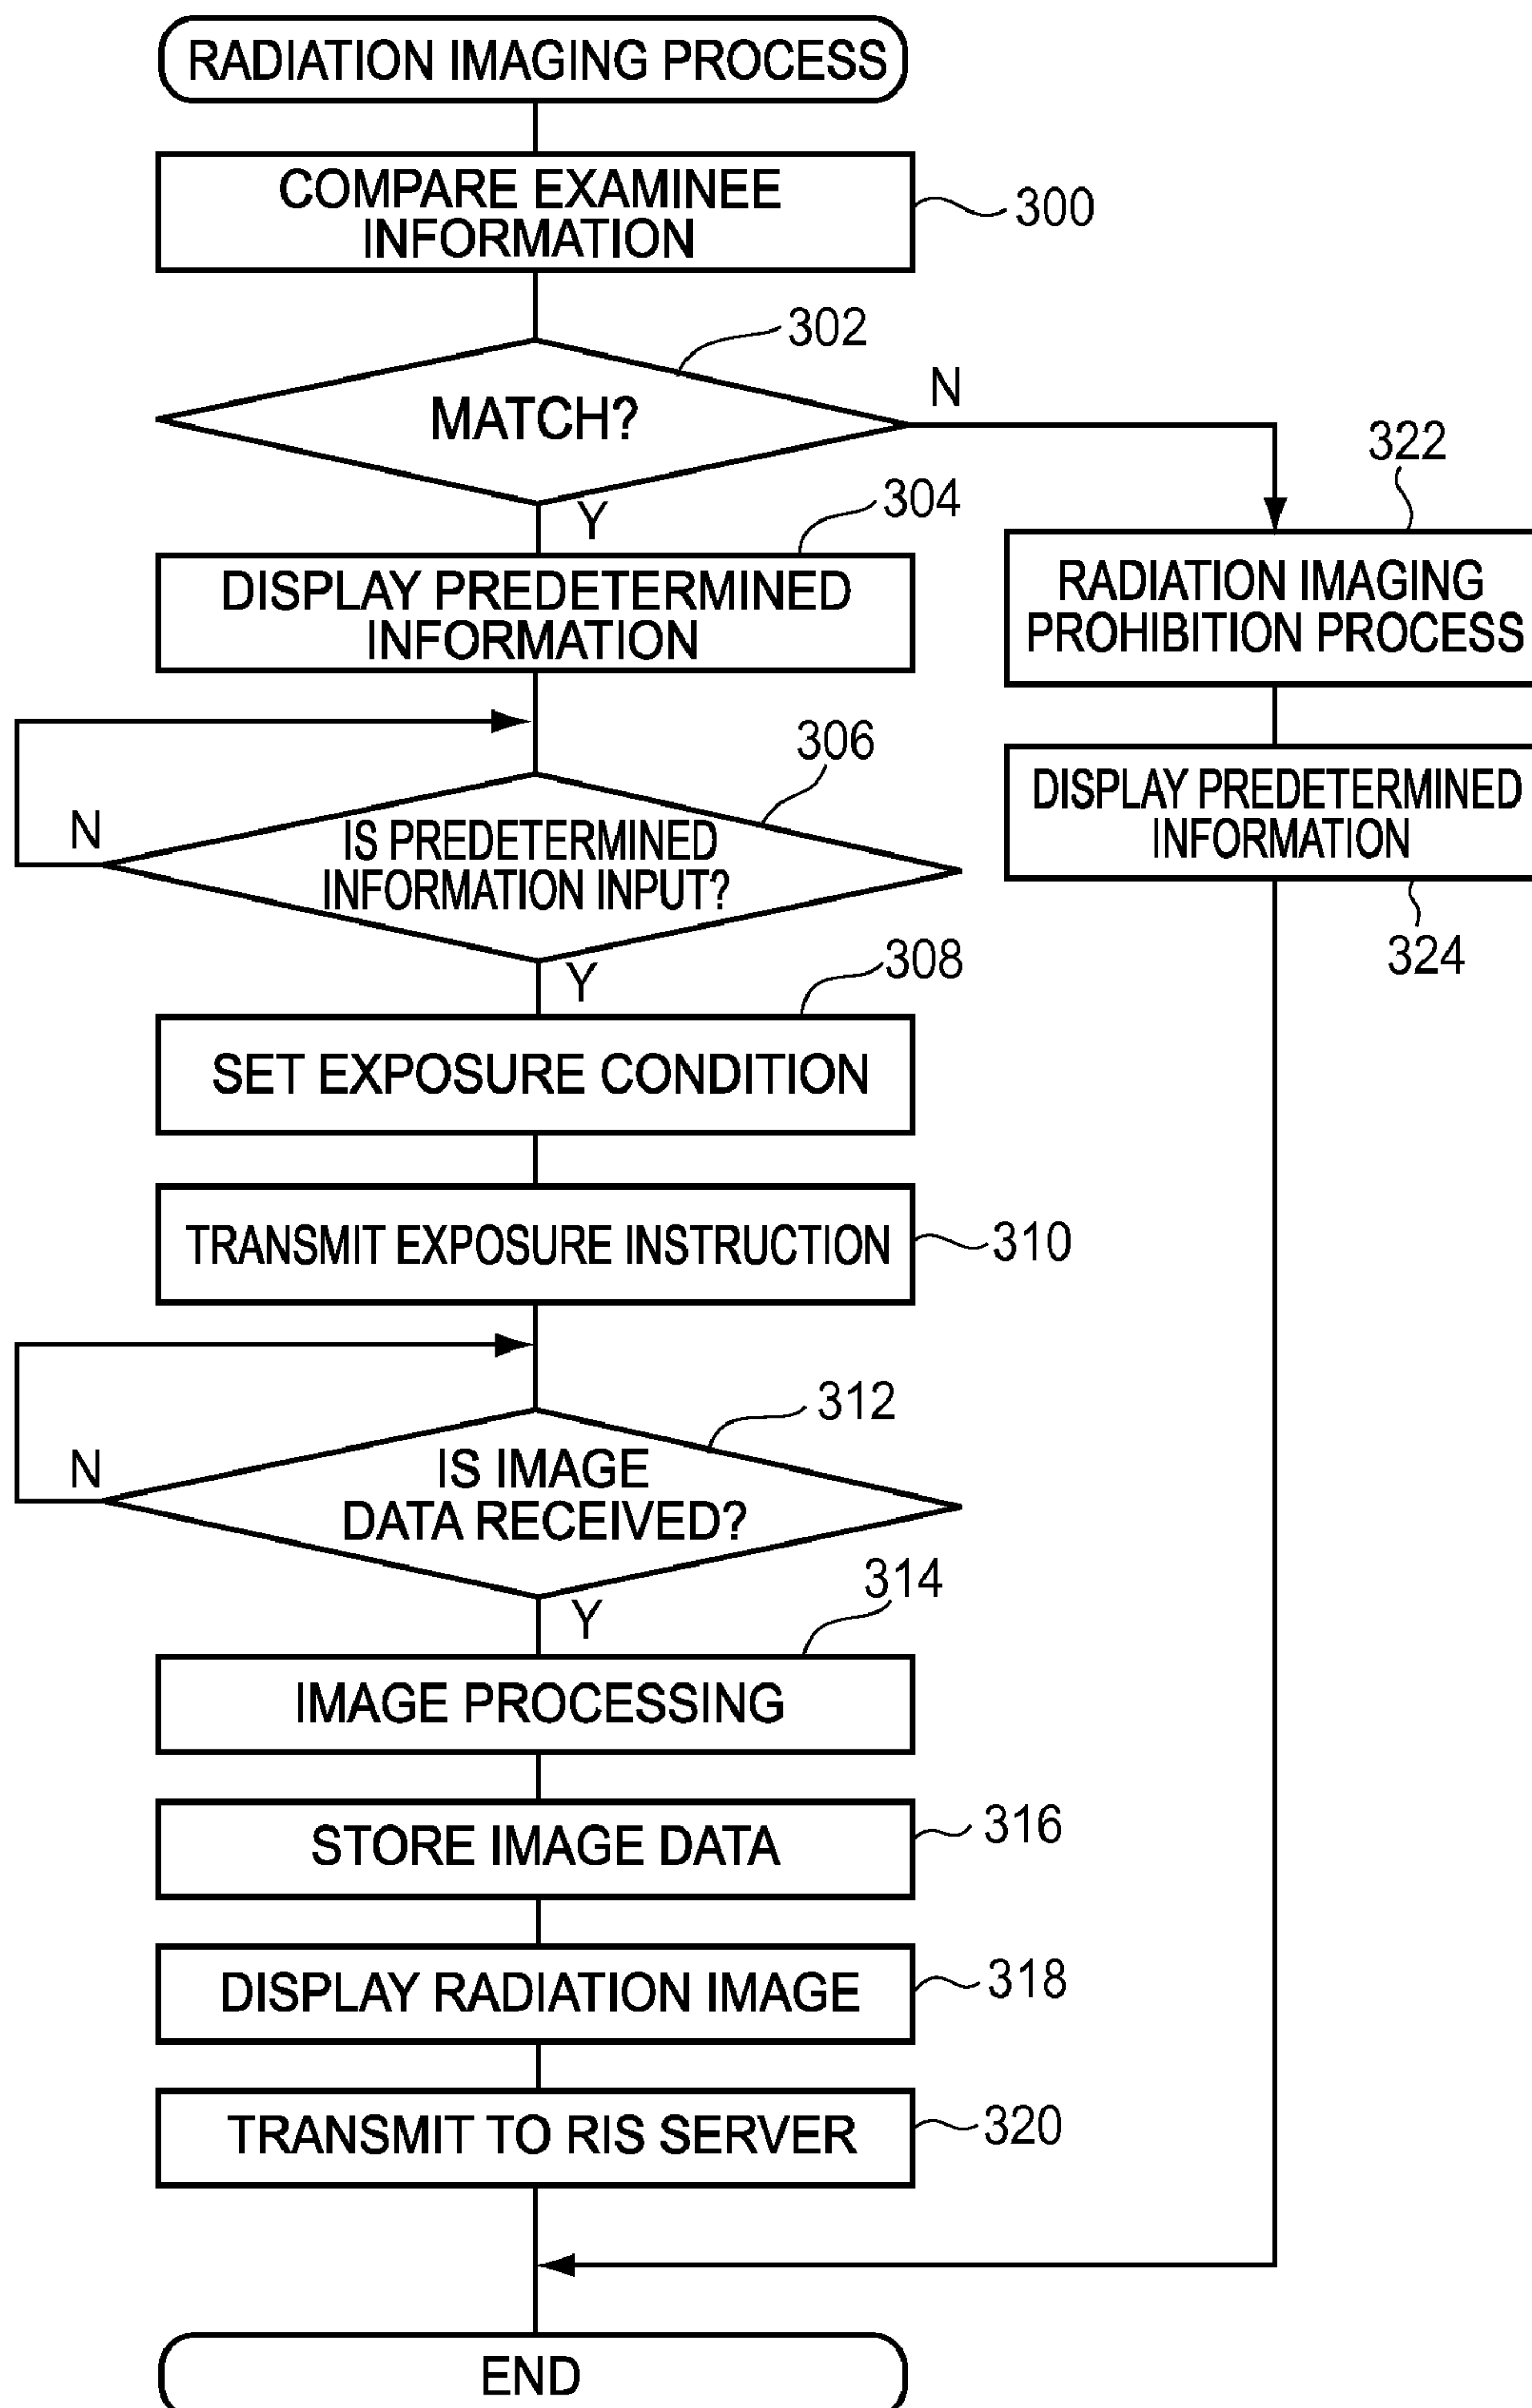 RADIATION IMAGING PROCESS
COMPARE EXAMINEE
INFORMATION
300
302
MATCH?
N
Y
304
DISPLAY PREDETERMINED
INFORMATION
322
RADIATION IMAGING
PROHIBITION PROCESS
DISPLAY PREDETERMINED
INFORMATION
324
306
N
IS PREDETERMINED
INFORMATION INPUT?
Y
308
SET EXPOSURE CONDITION
TRANSMIT EXPOSURE INSTRUCTION
310
312
N
IS IMAGE
DATA RECEIVED?
Y
314
IMAGE PROCESSING
STORE IMAGE DATA
316
DISPLAY RADIATION IMAGE
318
TRANSMIT TO RIS SERVER
320
END